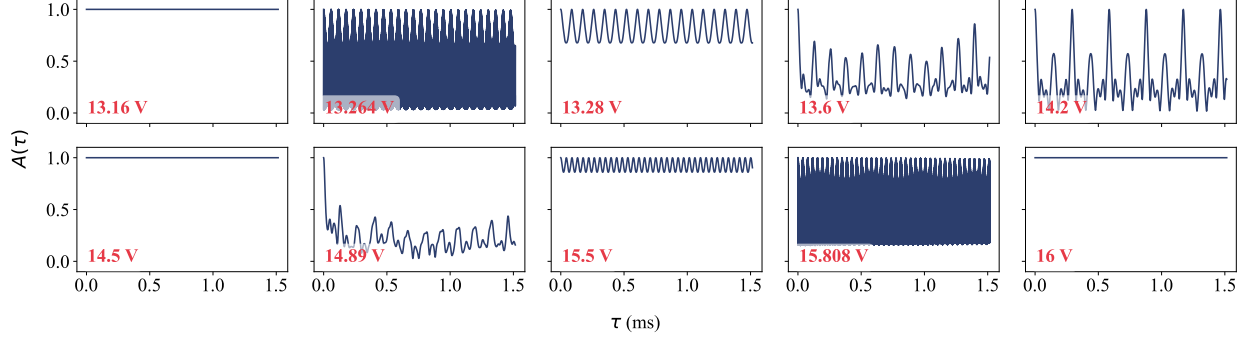 1.0
0.5
0.0
13.16 V
13.264 V
13.28 V
13.6 V
14.2 V
A(τ)
1.0
0.5
0.0
14.5 V
14.89 V
15.5 V
15.808 V
16 V
0.0 0.5 1.0 1.5
0.0 0.5 1.0 1.5
0.0 0.5 1.0 1.5
0.0 0.5 1.0 1.5
0.0 0.5 1.0 1.5
τ (ms)